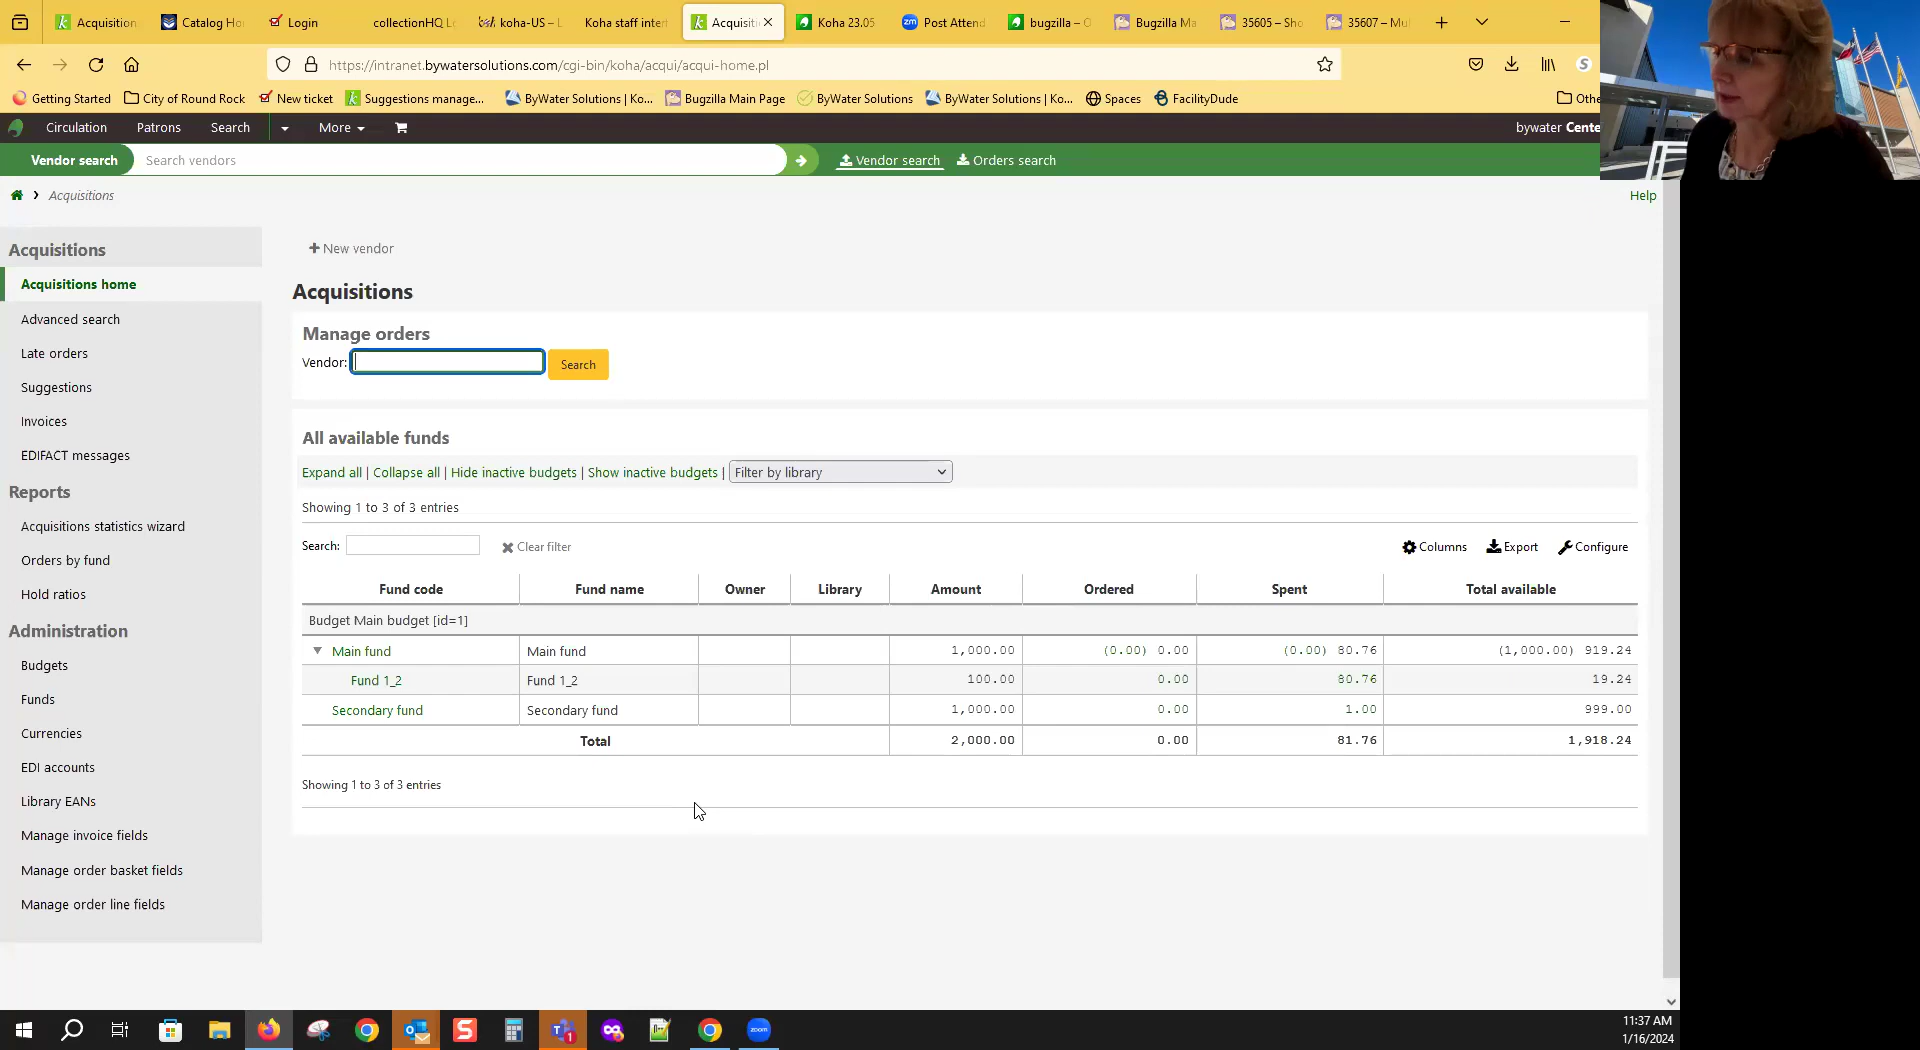 Acquisition
Catalog Ho
Login
collectionHQ L
koha-US – L
Koha staff inter
Acquisiti
Koha 23.05
Post Attend
bugzilla – O
Bugzilla Ma
35605 – Sho
35607 – Mul
https://intranet.bywatersolutions.com/cgi-bin/koha/acqui/acqui-home.pl
Getting Started
City of Round Rock
New ticket
Suggestions manage...
ByWater Solutions | Ko...
Bugzilla Main Page
ByWater Solutions
ByWater Solutions | Ko...
Spaces
FacilityDude
Othe
Circulation
Patrons
Search
More
bywater Cente
Vendor search
Search vendors
Vendor search
Orders search
Acquisitions
Help
Acquisitions
Acquisitions home
Advanced search
Late orders
Suggestions
Invoices
EDIFACT messages
Reports
Acquisitions statistics wizard
Orders by fund
Hold ratios
Administration
Budgets
Funds
Currencies
EDI accounts
Library EANs
Manage invoice fields
Manage order basket fields
Manage order line fields
+ New vendor
Acquisitions
Manage orders
Vendor:
Search
All available funds
Expand all | Collapse all | Hide inactive budgets | Show inactive budgets | Filter by library
Showing 1 to 3 of 3 entries
Search:
Clear filter
Columns
Export
Configure
Fund code Fund name Owner Library Amount Ordered Spent Total available
Budget Main budget [id=1]
Main fund Main fund 1,000.00 (0.00) 0.00 (0.00) 80.76 (1,000.00) 919.24
Fund 1_2 Fund 1_2 100.00 0.00 80.76 19.24
Secondary fund Secondary fund 1,000.00 0.00 1.00 999.00
Total 2,000.00 0.00 81.76 1,918.24
Showing 1 to 3 of 3 entries
zoom
11:37 AM
1/16/2024